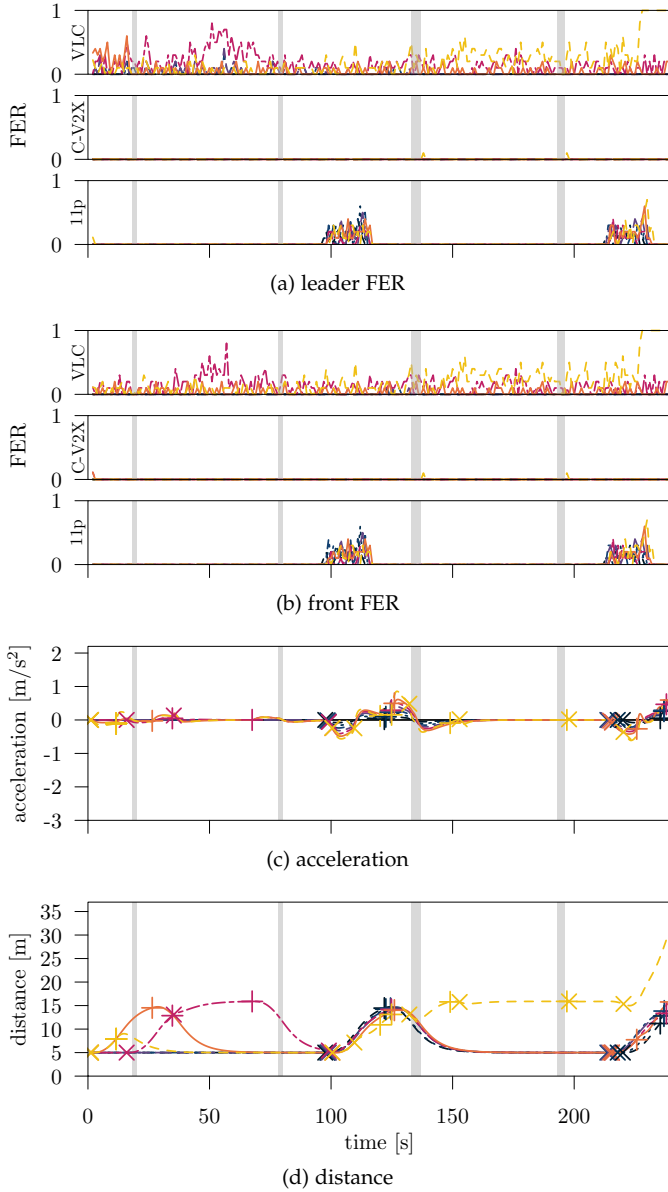 1
VLC
0
1
FER
C-V2X
0
1
11p
0
(a) leader FER
1
VLC
0
1
FER
C-V2X
0
1
11p
0
(b) front FER
2
1
0
-1
-2
-3
acceleration [m/s²]
(c) acceleration
35
30
25
20
15
10
5
0
distance [m]
0 50 100 150 200
time [s]
(d) distance